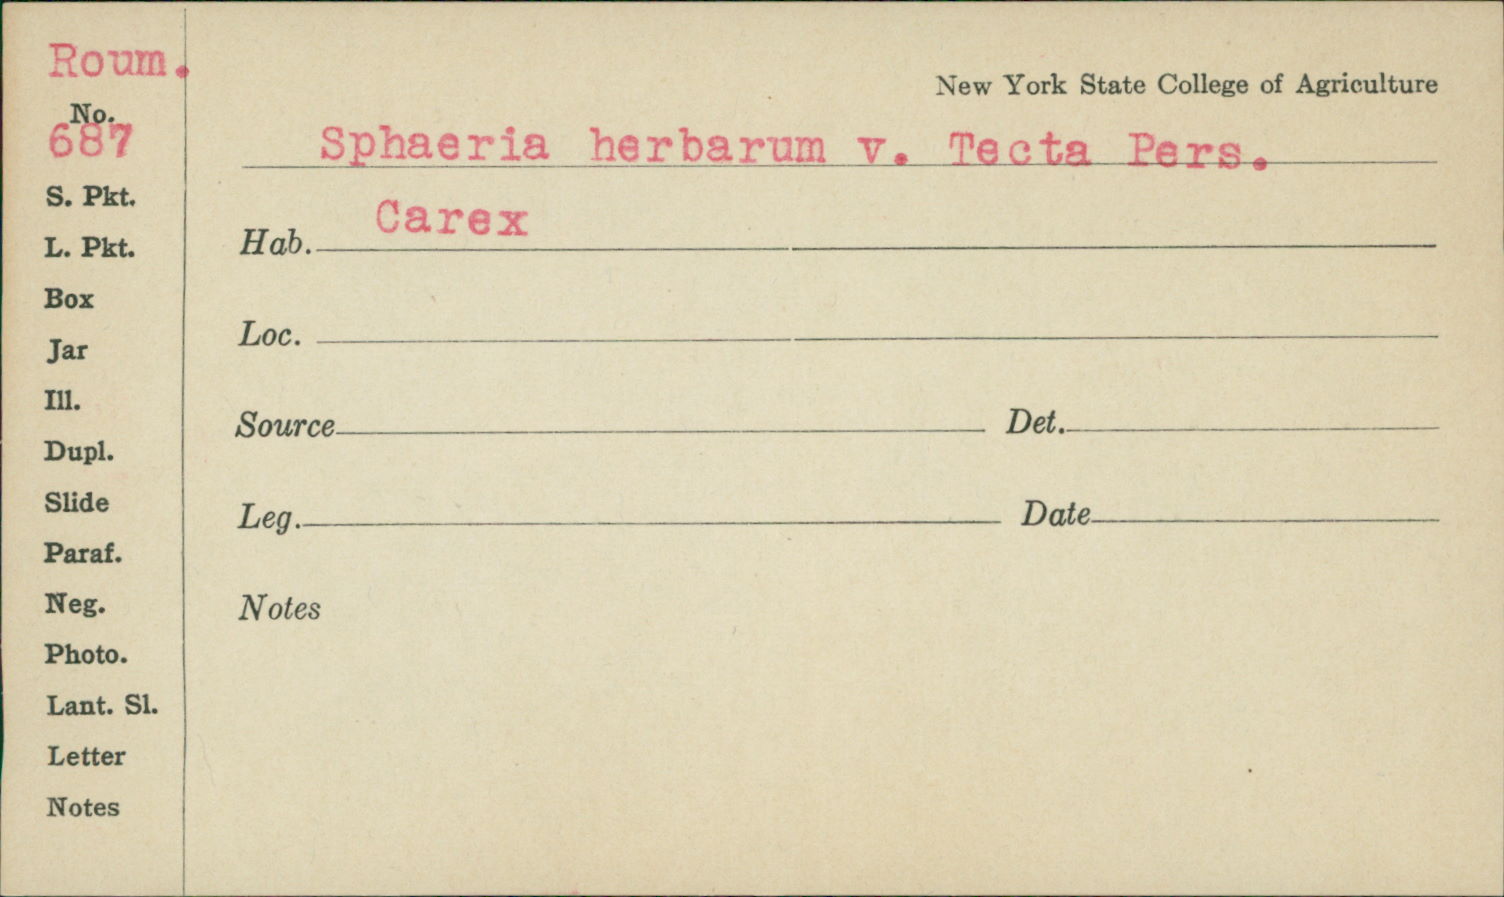 Roum.
No.
687
S. Pkt.
L. Pkt.
Box
Jar
Ill.
Dupl.
Slide
Paraf.
Neg.
Photo.
Lant. Sl.
Letter
Notes
New York State College of Agriculture
Sphaeria herbarum v. Tecta Pers.
Hab. Carex
Loc.
Source Det.
Leg. Date
Notes